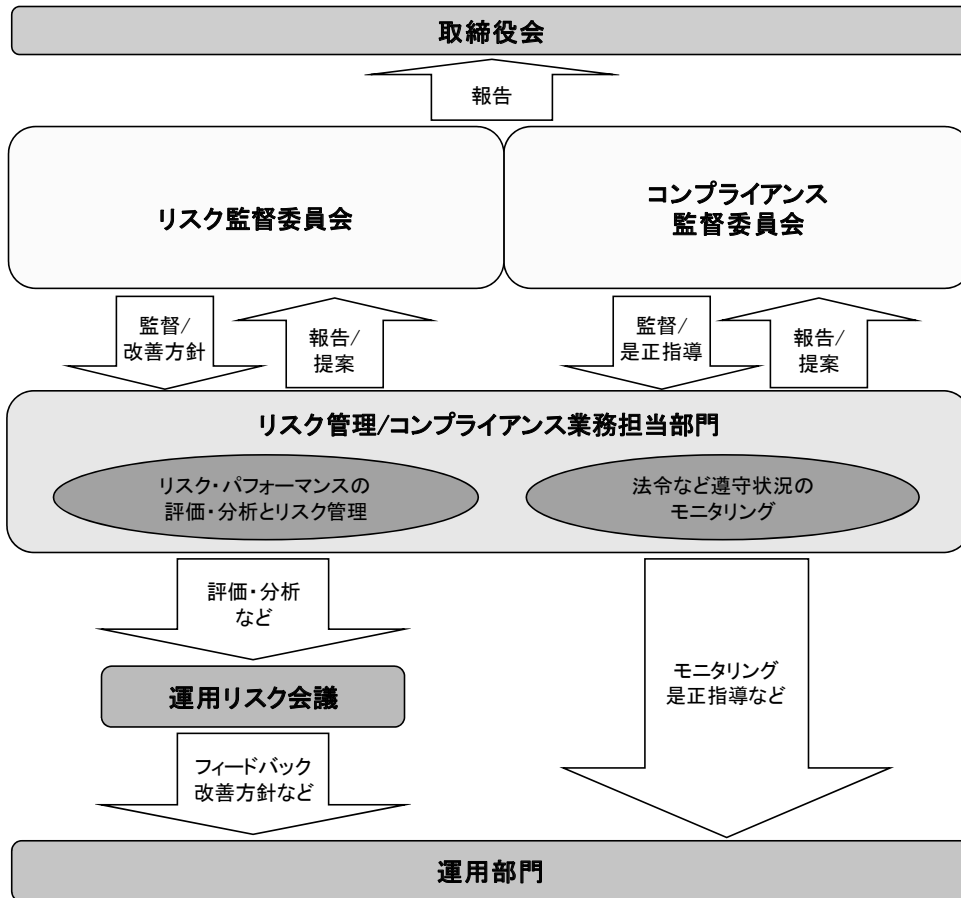 取締役会
報告
リスク監督委員会
コンプライアンス
監督委員会
監督/
改善方針
報告/
提案
監督/
是正指導
報告/
提案
リスク管理/コンプライアンス業務担当部門
リスク・パフォーマンスの
評価・分析とリスク管理
法令など遵守状況の
モニタリング
評価・分析
など
運用リスク会議
モニタリング
是正指導など
フィードバック
改善方針など
運用部門